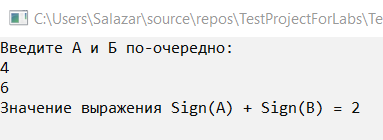 C:\Users\Salazar\source\repos\TestProjectForLabs\Te
Введите А и Б по-очередно:
4
6
Значение выражения Sign(A) + Sign(B) = 2